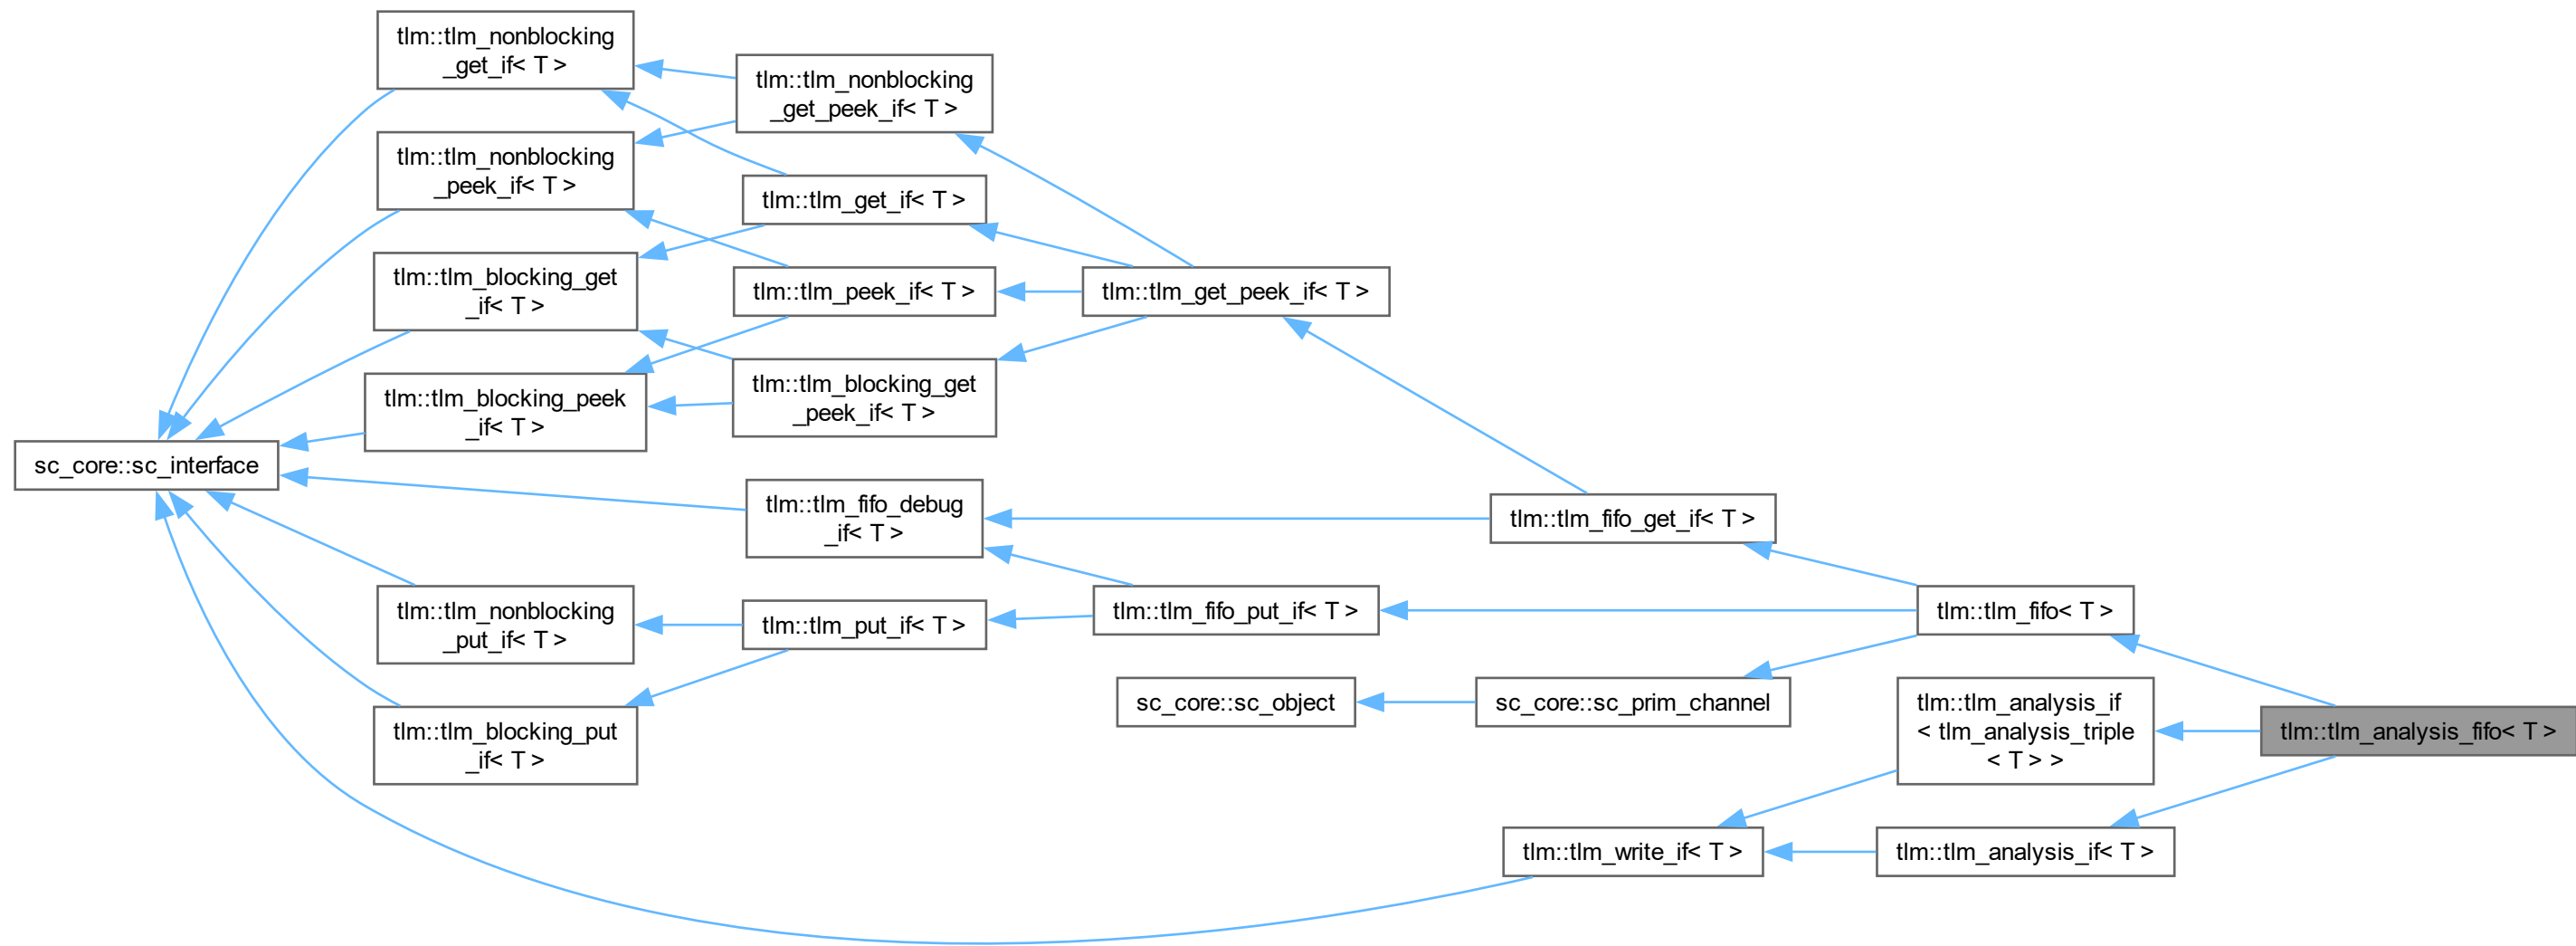 tlm::tlm_nonblocking
_get_if< T >
tlm::tlm_nonblocking
_get_peek_if< T >
tlm::tlm_nonblocking
_peek_if< T >
tlm::tlm_get_if< T >
tlm::tlm_blocking_get
_if< T >
tlm::tlm_peek_if< T >
tlm::tlm_get_peek_if< T >
tlm::tlm_blocking_peek
_if< T >
tlm::tlm_blocking_get
_peek_if< T >
sc_core::sc_interface
tlm::tlm_fifo_debug
_if< T >
tlm::tlm_fifo_get_if< T >
tlm::tlm_nonblocking
_put_if< T >
tlm::tlm_put_if< T >
tlm::tlm_fifo_put_if< T >
tlm::tlm_fifo< T >
sc_core::sc_object
sc_core::sc_prim_channel
tlm::tlm_analysis_if
< tlm_analysis_triple
< T > >
tlm::tlm_analysis_fifo< T >
tlm::tlm_blocking_put
_if< T >
tlm::tlm_write_if< T >
tlm::tlm_analysis_if< T >